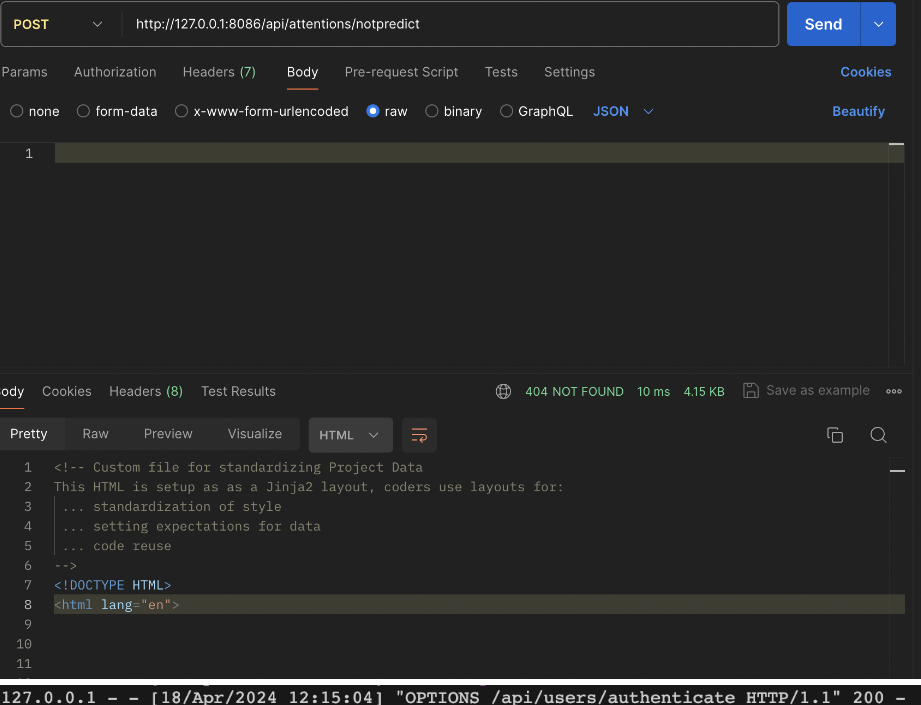 POST http://127.0.0.1:8086/api/attentions/notpredict Send
Params Authorization Headers (7) Body Pre-request Script Tests Settings Cookies
none form-data x-www-form-urlencoded raw binary GraphQL JSON Beautify
1
ody Cookies Headers (8) Test Results 404 NOT FOUND 10 ms 4.15 KB Save as example
Pretty Raw Preview Visualize HTML
1 <!-- Custom file for standardizing Project Data
2 This HTML is setup as as a Jinja2 layout, coders use layouts for:
3 ... standardization of style
4 ... setting expectations for data
5 ... code reuse
6 -->
7 <!DOCTYPE HTML>
8 <html lang="en">
9
10
11
127.0.0.1 - - [18/Apr/2024 12:15:04] "OPTIONS /api/users/authenticate HTTP/1.1" 200 -